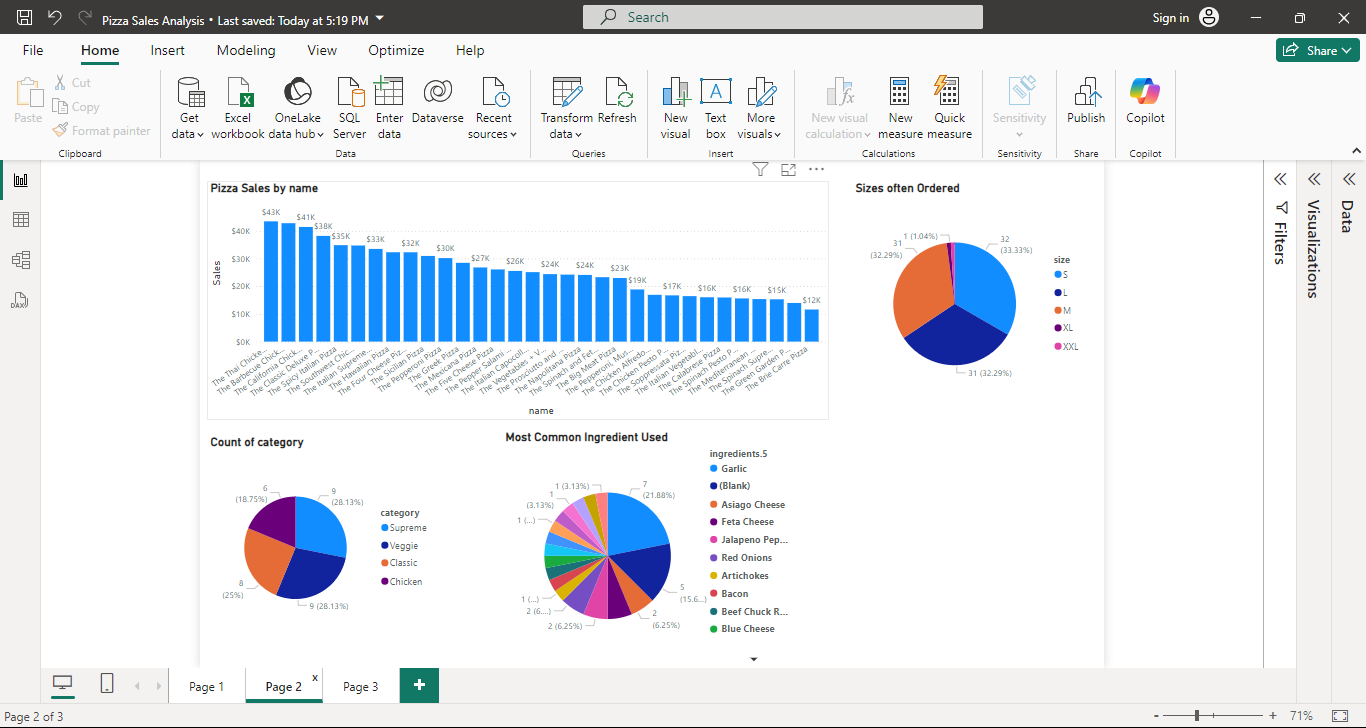 Pizza Sales Analysis • Last saved: Today at 5:19 PM
Search
Sign in
File
Home
Insert
Modeling
View
Optimize
Help
Share
Paste
Cut
Copy
Format painter
Clipboard
Get data
Excel workbook
OneLake data hub
SQL Server
Enter data
Dataverse
Recent sources
Data
Transform data
Refresh
Queries
New visual
Text box
More visuals
Insert
New visual calculation
New measure
Quick measure
Calculations
Sensitivity
Sensitivity
Publish
Share
Copilot
Copilot
Pizza Sales by name
Sales
$40K
$30K
$20K
$10K
$0K
$43K
$41K
$38K
$35K
$33K
$32K
$30K
$27K
$26K
$24K
$24K
$23K
$19K
$17K
$16K
$16K
$15K
$12K
The Thai Chicke...
The Barbecue Chick...
The California Chick...
The Classic Deluxe P...
The Spicy Italian Pizza
The Southwest Chic...
The Italian Supreme...
The Hawaiian Pizza
The Four Cheese Piz...
The Sicilian Pizza
The Pepperoni Pizza
The Greek Pizza
The Mexicana Pizza
The Five Cheese Pizza
The Pepper Salami ...
The Italian Capocoll...
The Vegetables + V...
The Prosciutto and ...
The Napolitana Pizza
The Spinach and Fet...
The Big Meat Pizza
The Pepperoni, Mus...
The Chicken Alfredo...
The Chicken Pesto P...
The Soppressata Piz...
The Italian Vegetabl...
The Calabrese Pizza
The Spinach Pesto P...
The Mediterranean ...
The Spinach Supre...
The Green Garden P...
The Brie Carre Pizza
name
Sizes often Ordered
1 (1.04%)
31
(32.29%)
32
(33.33%)
31 (32.29%)
size
S
L
M
XL
XXL
Count of category
6
(18.75%)
9
(28.13%)
8
(25%)
9 (28.13%)
category
Supreme
Veggie
Classic
Chicken
Most Common Ingredient Used
1 (3.13%)
1
(3.13%)
1 (...)
1 (...)
2 (6....)
2 (6.25%)
7
(21.88%)
5
(15.6...)
2
(6.25%)
ingredients.5
Garlic
(Blank)
Asiago Cheese
Feta Cheese
Jalapeno Pep...
Red Onions
Artichokes
Bacon
Beef Chuck R...
Blue Cheese
Filters
Visualizations
Data
DAX
Page 1
Page 2
x
Page 3
+
Page 2 of 3
- + 71%